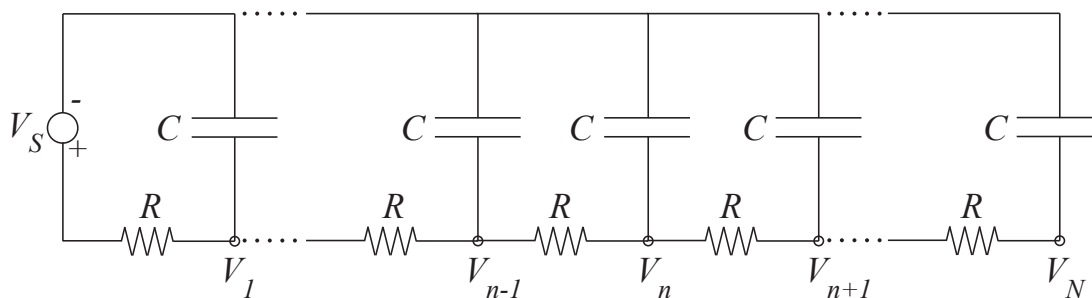 -
V_S C C C C C
+
R R R R R
V_1 V_{n-1} V_n V_{n+1} V_N